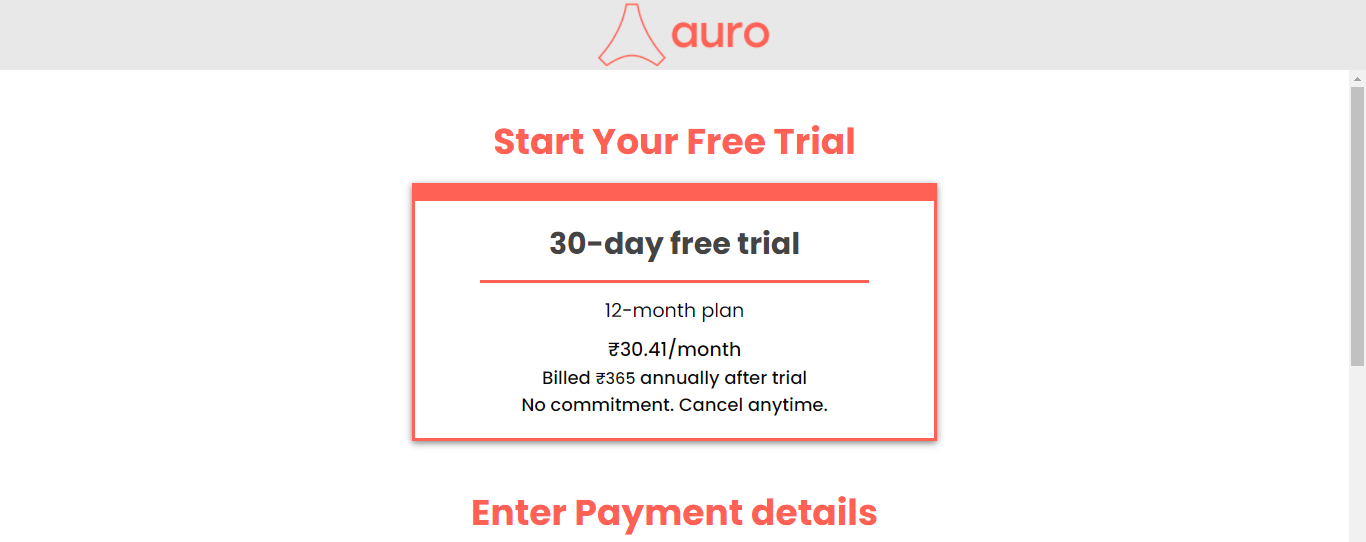 auro
Start Your Free Trial
30-day free trial
12-month plan
₹30.41/month
Billed ₹365 annually after trial
No commitment. Cancel anytime.
Enter Payment details